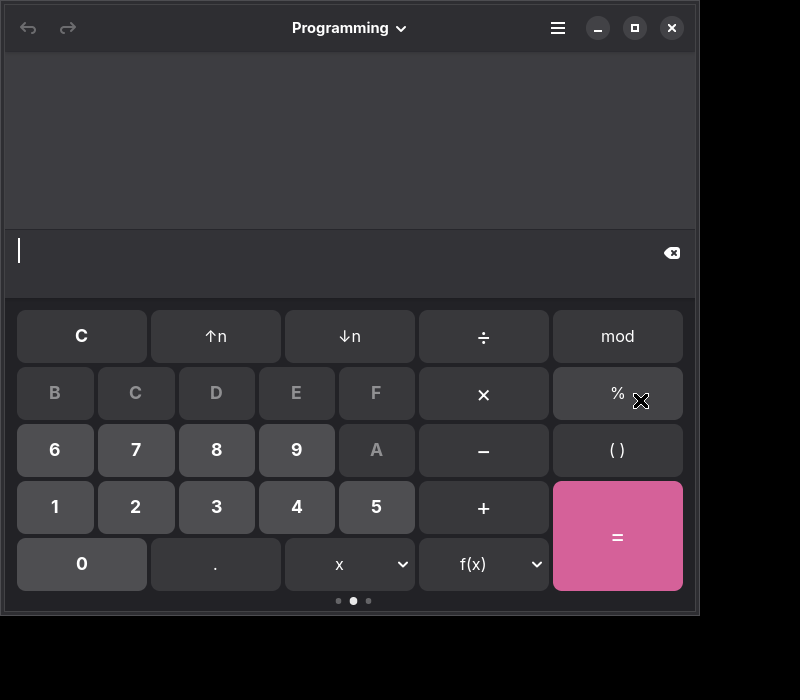 Programming
C ↑n ↓n ÷ mod
B C D E F × %
6 7 8 9 A − ( )
1 2 3 4 5 + =
0 . x f(x)